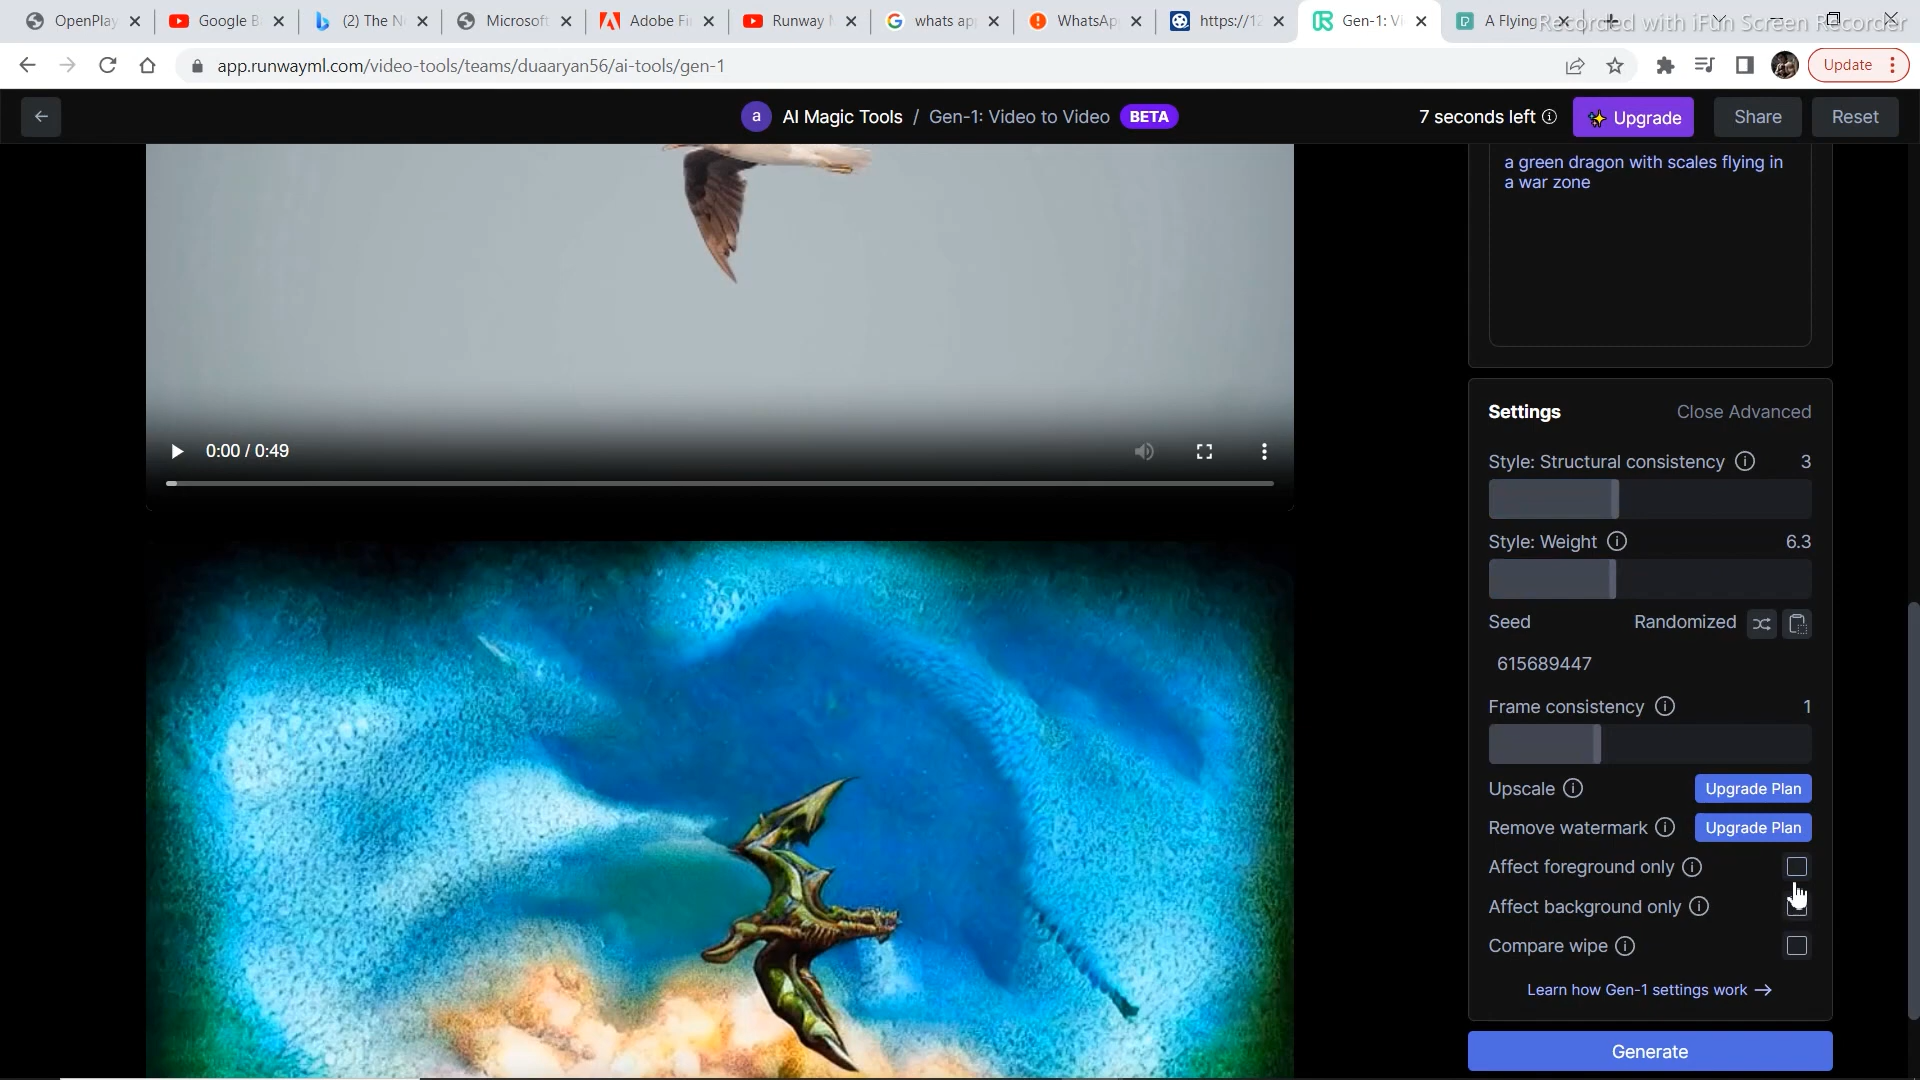 OpenPlay
Google B
(2) The N
Microsoft
Adobe Fi
Runway
whats ap
WhatsAp
https://12
Gen-1: Vi
A Flying
Recorded with iFun Screen Recorder
app.runwayml.com/video-tools/teams/duaaryan56/ai-tools/gen-1
Update
a AI Magic Tools / Gen-1: Video to Video BETA
7 seconds left
Upgrade
Share
Reset
a green dragon with scales flying in
a war zone
0:00 / 0:49
Settings Close Advanced
Style: Structural consistency 3
Style: Weight 6.3
Seed Randomized
615689447
Frame consistency 1
Upscale Upgrade Plan
Remove watermark Upgrade Plan
Affect foreground only
Affect background only
Compare wipe
Learn how Gen-1 settings work →
Generate